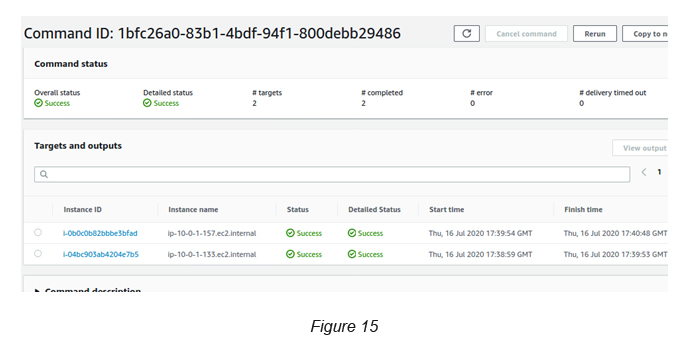 Command ID: 1bfc26a0-83b1-4bdf-94f1-800debb29486
Cancel command Rerun Copy to n
Command status
Overall status Detailed status # targets # completed # error # delivery timed out
Success Success 2 2 0 0
Targets and outputs
View output
1
Instance ID Instance name Status Detailed Status Start time Finish time
i-0b0c0b82bbbe3bfad ip-10-0-1-157.ec2.internal Success Success Thu, 16 Jul 2020 17:39:54 GMT Thu, 16 Jul 2020 17:40:48 GMT
i-04bc903ab4204e7b5 ip-10-0-1-133.ec2.internal Success Success Thu, 16 Jul 2020 17:38:59 GMT Thu, 16 Jul 2020 17:39:53 GMT
Command description
Figure 15